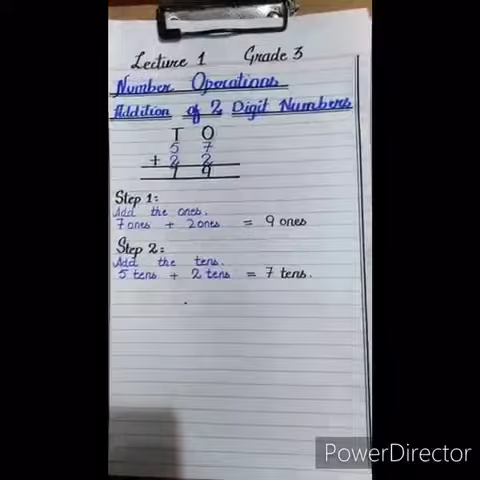 Lecture 1 Grade 3
Number Operations
Addition of 2 Digit Numbers
T O
5 7
+ 2 2
7 9
Step 1:
Add the ones.
7 ones + 2 ones = 9 ones
Step 2:
Add the tens.
5 tens + 2 tens = 7 tens.
PowerDirector